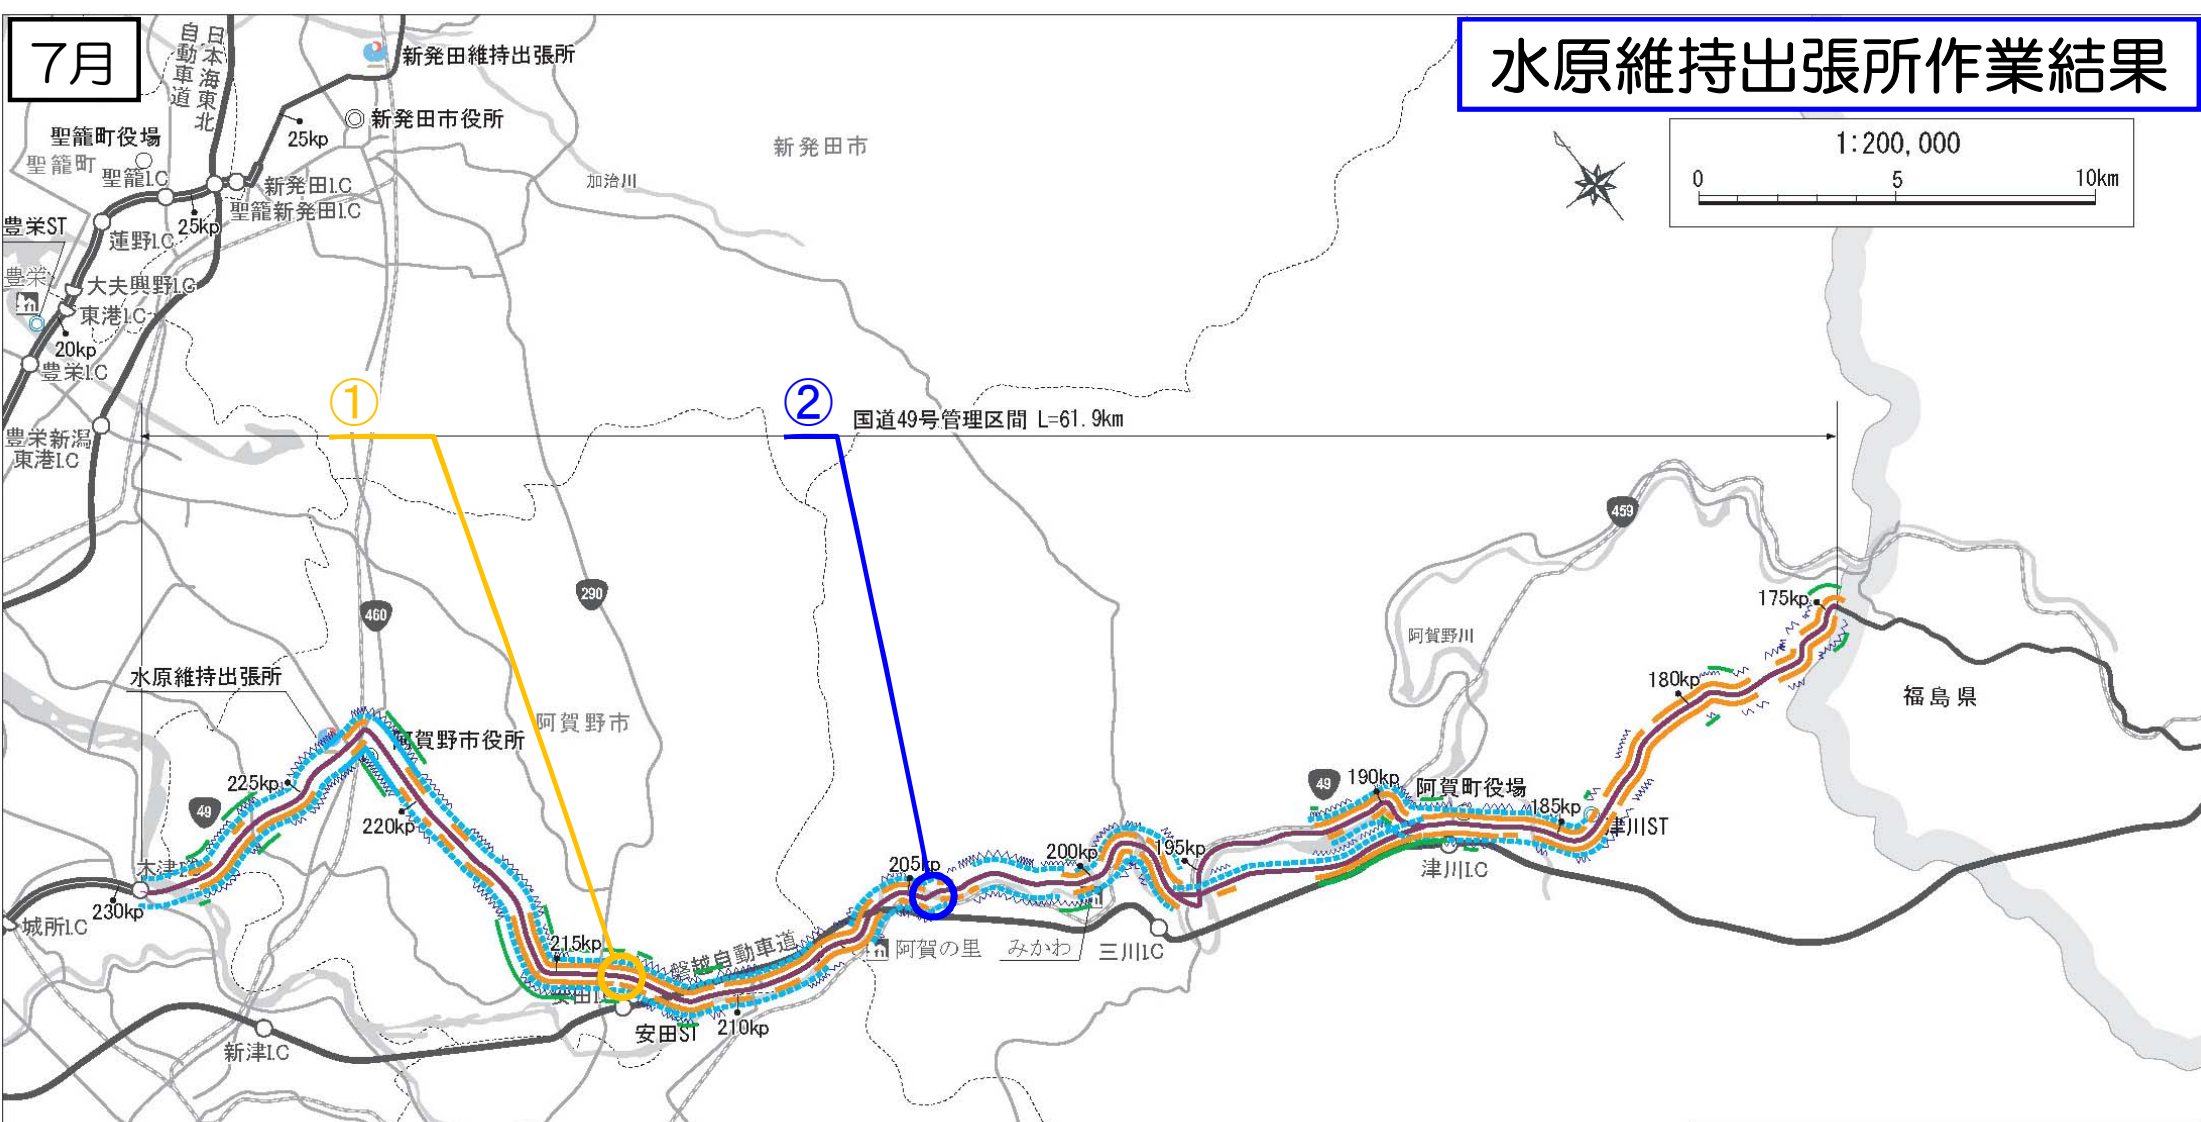 7月
水原維持出張所作業結果
日本海東北
自動車道
新発田維持出張所
新発田市役所
25kp
聖籠町役場
聖籠町
聖籠I.C
新発田I.C
聖籠新発田I.C
25kp
蓮野I.C
豊栄ST
豊栄
大夫興野I.C
東港I.C
20kp
豊栄I.C
豊栄新潟
東港I.C
新発田市
加治川
1:200,000
0 5 10km
①
②
国道49号管理区間 L=61.9km
460
290
459
阿賀野川
175kp
180kp
福島県
水原維持出張所
阿賀野市役所
阿賀野市
225kp
49
220kp
木津I.C
230kp
城所I.C
新津I.C
215kp
安田I.C
安田ST
210kp
磐越自動車道
205kp
阿賀の里
みかわ
200kp
195kp
三川I.C
49
190kp
阿賀町役場
185kp
津川ST
津川I.C